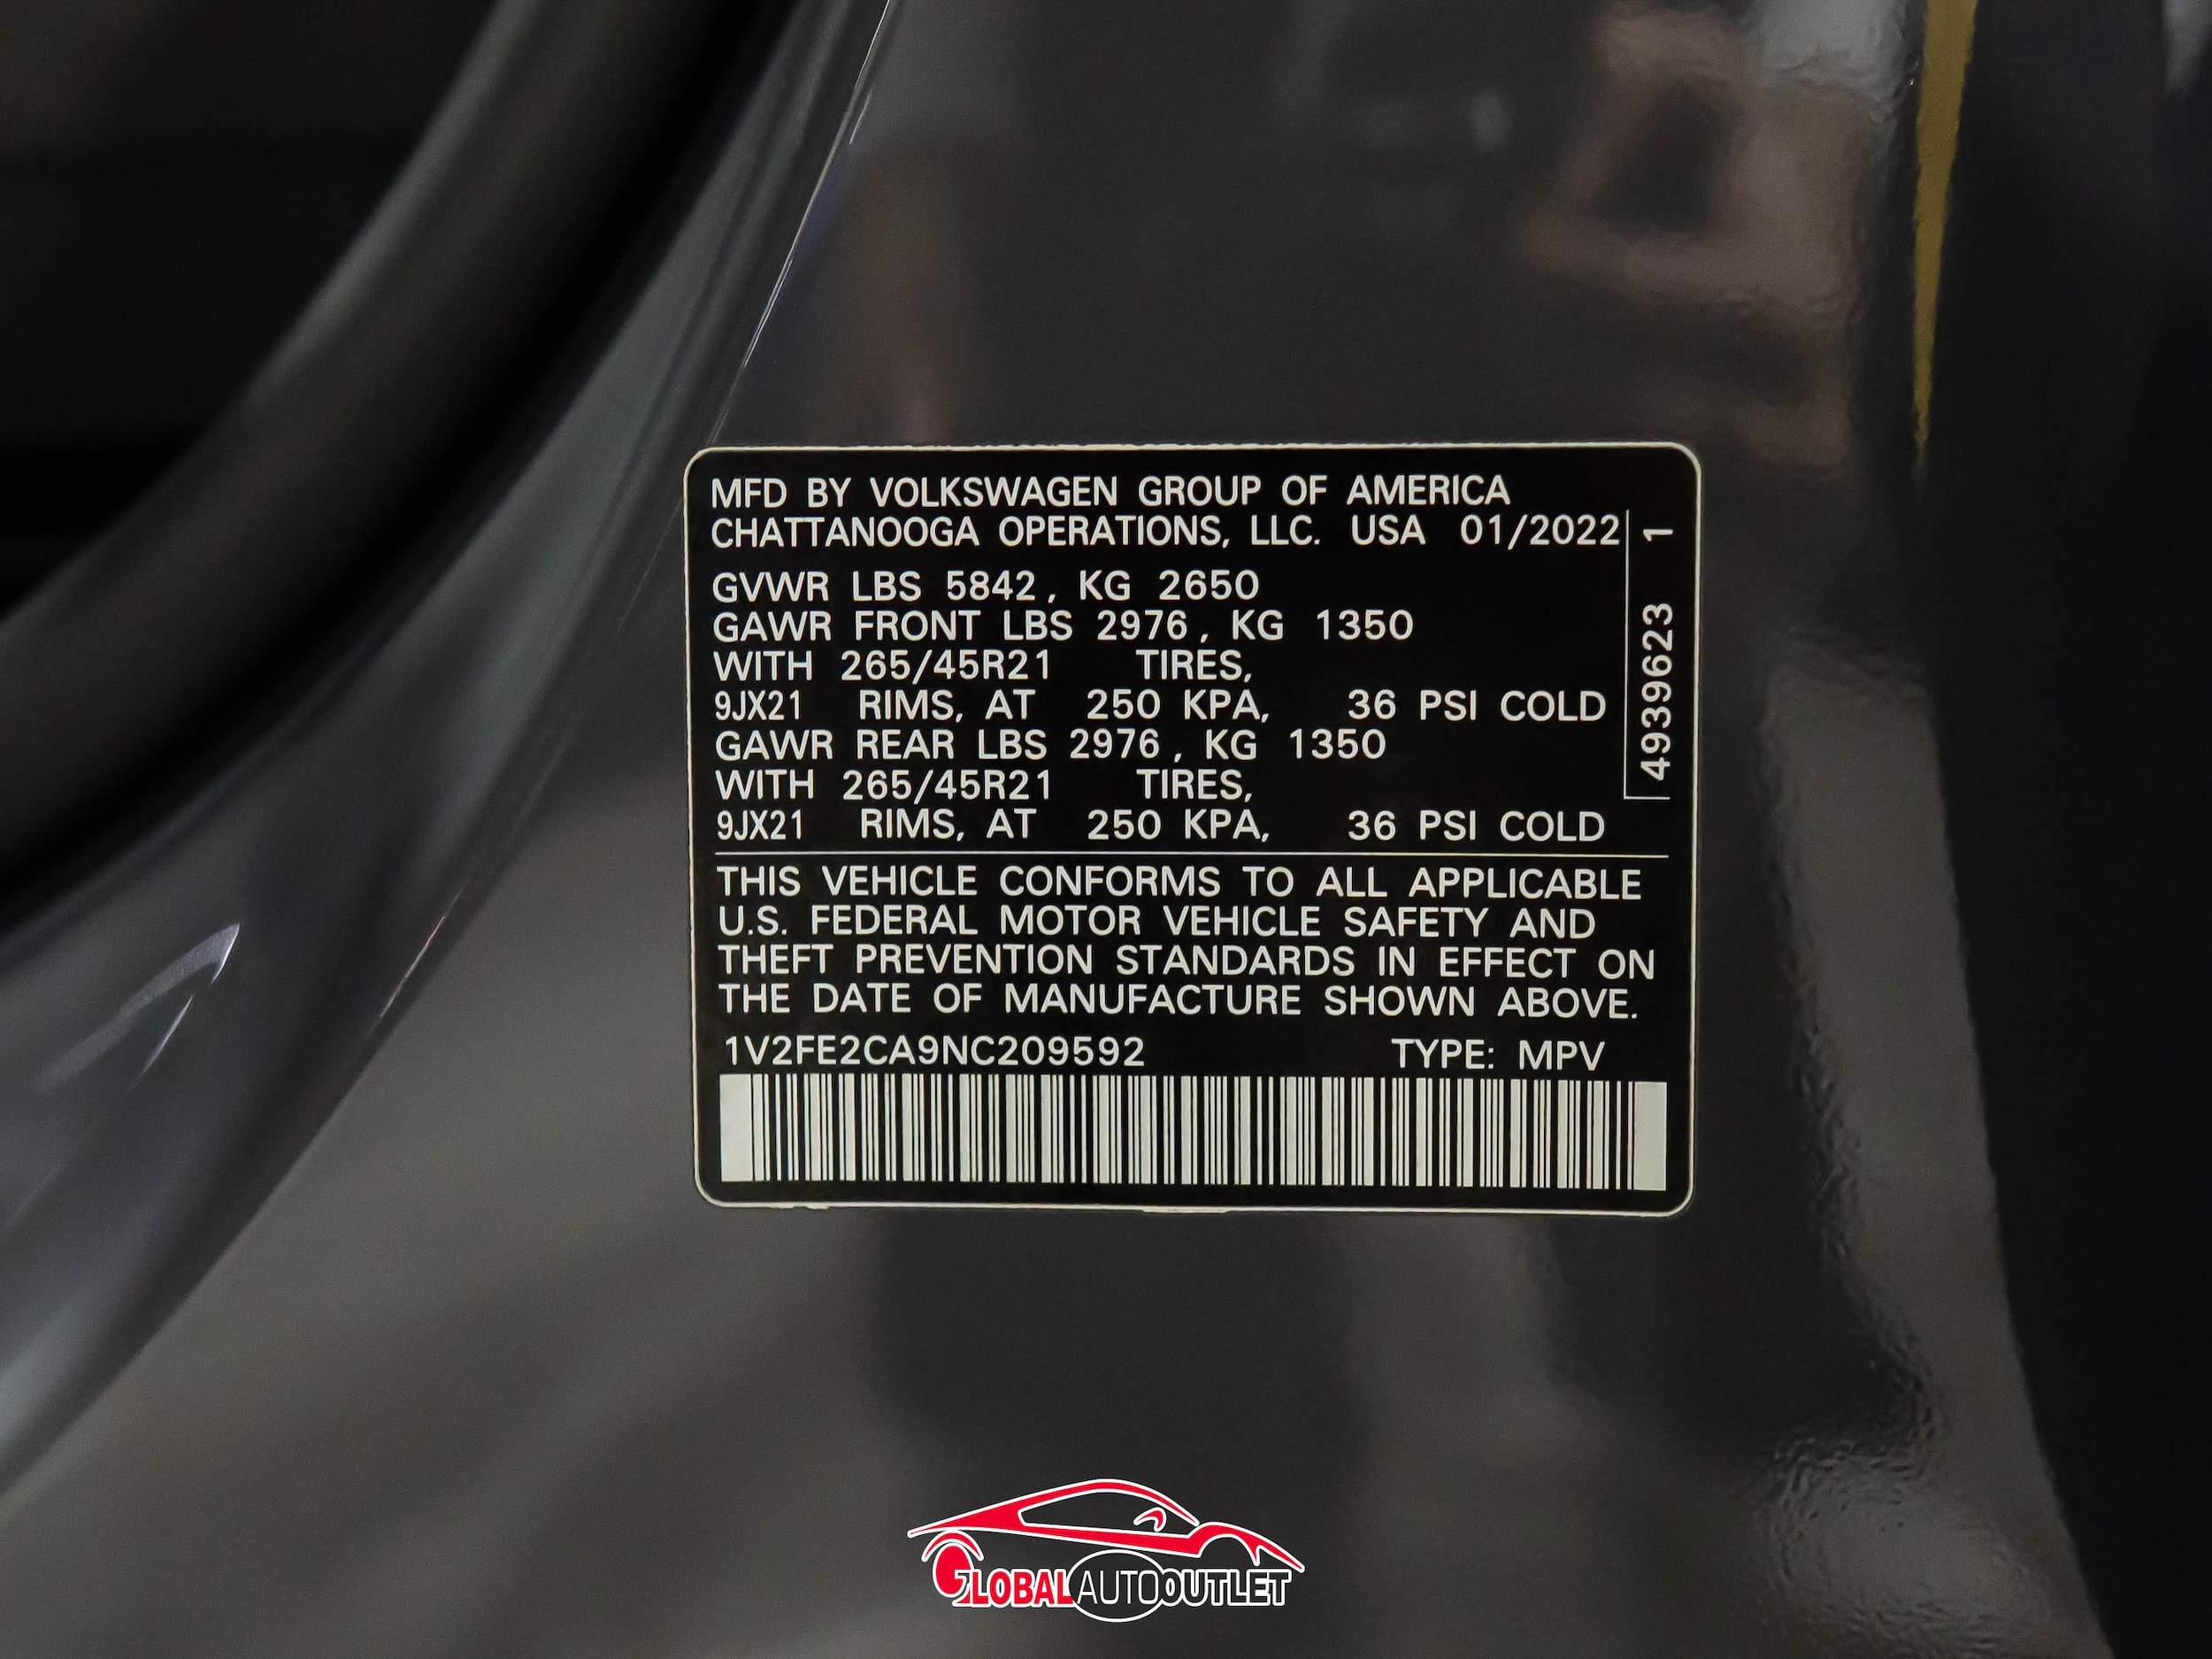 MFD BY VOLKSWAGEN GROUP OF AMERICA
CHATTANOOGA OPERATIONS, LLC. USA 01/2022
GVWR LBS 5842, KG 2650
GAWR FRONT LBS 2976, KG 1350
WITH 265/45R21 TIRES,
9JX21 RIMS, AT 250 KPA, 36 PSI COLD
GAWR REAR LBS 2976, KG 1350
WITH 265/45R21 TIRES,
9JX21 RIMS, AT 250 KPA, 36 PSI COLD
4939623 1
THIS VEHICLE CONFORMS TO ALL APPLICABLE
U.S. FEDERAL MOTOR VEHICLE SAFETY AND
THEFT PREVENTION STANDARDS IN EFFECT ON
THE DATE OF MANUFACTURE SHOWN ABOVE.
1V2FE2CA9NC209592 TYPE: MPV
GLOBALAUTOOUTLET